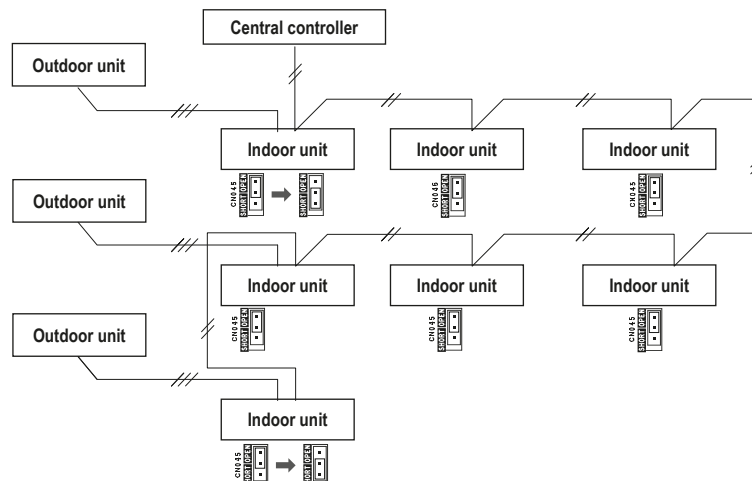 Central controller
Outdoor unit
Indoor unit
Indoor unit
Indoor unit
CN045
SHORT OPEN
SHORT OPEN
CN046
SHORT OPEN
CN045
SHORT OPEN
Outdoor unit
Indoor unit
Indoor unit
Indoor unit
CN045
SHORT OPEN
CN045
SHORT OPEN
CN045
SHORT OPEN
Outdoor unit
Indoor unit
CN045
SHORT OPEN
SHORT OPEN